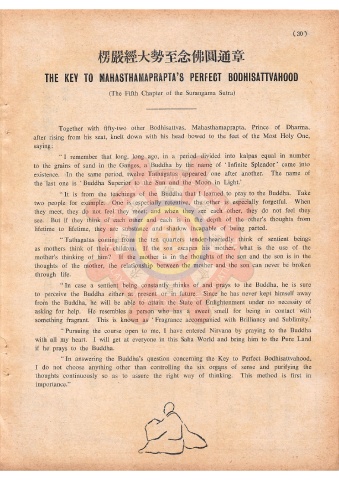 (30)
楞嚴經大勢至念佛圓通章
THE KEY TO MAHASTHAMAPRAPTA'S PERFECT BODHISATTVAHOOD
(The Fifth Chapter of the Surangama Sutra)
Together with fifty-two other Bodhisattvas, Mahasthamaprapta, Prince of Dharma,
after rising from his seat, knelt down with his head bowed to the feet of the Most Holy One,
saying:
"I remember that long, long ago, in a period divided into kalpas equal in number
to the grains of sand in the Ganges, a Buddha by the name of 'Infinite Splendor' came into
existence. In the same period, twelve Tathagatas appeared one after another. The name of
the last one is 'Buddha Superior to the Sun and the Moon in Light.'
"It is in the teachings of the Buddha that I learned to pray to the Buddha. Take
two people for example. One is especially mindful, the other is especially forgetful. When
they meet, they do not feel they meet and when they see each other, they do not feel they
see. But if they think of each other and each is in the depth of the other's thoughts from
lifetime to lifetime, they are as man and shadow incapable of being parted.
"Tathagatas coming from the ten quarters tender-heartedly think of sentient beings
as mothers think of their children. If the son escapes his mother, what is the use of the
mother's thinking of him? If the mother is in the thoughts of the son and the son is in the
thoughts of the mother, the relationship between the mother and the son can never be broken
through life.
"In case a sentient being constantly thinks of and prays to the Buddha, he is sure
to perceive the Buddha either at present or in future. Since he never kept himself away
from the Buddha, he will be able to attain the State of Enlightenment under no necessity of
asking for help. He resembles a person who has a sweet smell for being in contact with
something fragrant. This is known as 'Fragrance accompanied with Brilliancy and Sublimity.'
"Pursuing the course open to me, I have entered Nirvana by praying to the Buddha
with all my heart. I will get at everyone in this Saha World and bring him to the Pure Land
if he prays to the Buddha.
"In answering the Buddha's question concerning the Key to Perfect Bodhisattvahood,
I do not choose anything other than controlling the six organs of sense and purifying the
thoughts continuously so as to assure the right way of thinking. This method is first in
importance."